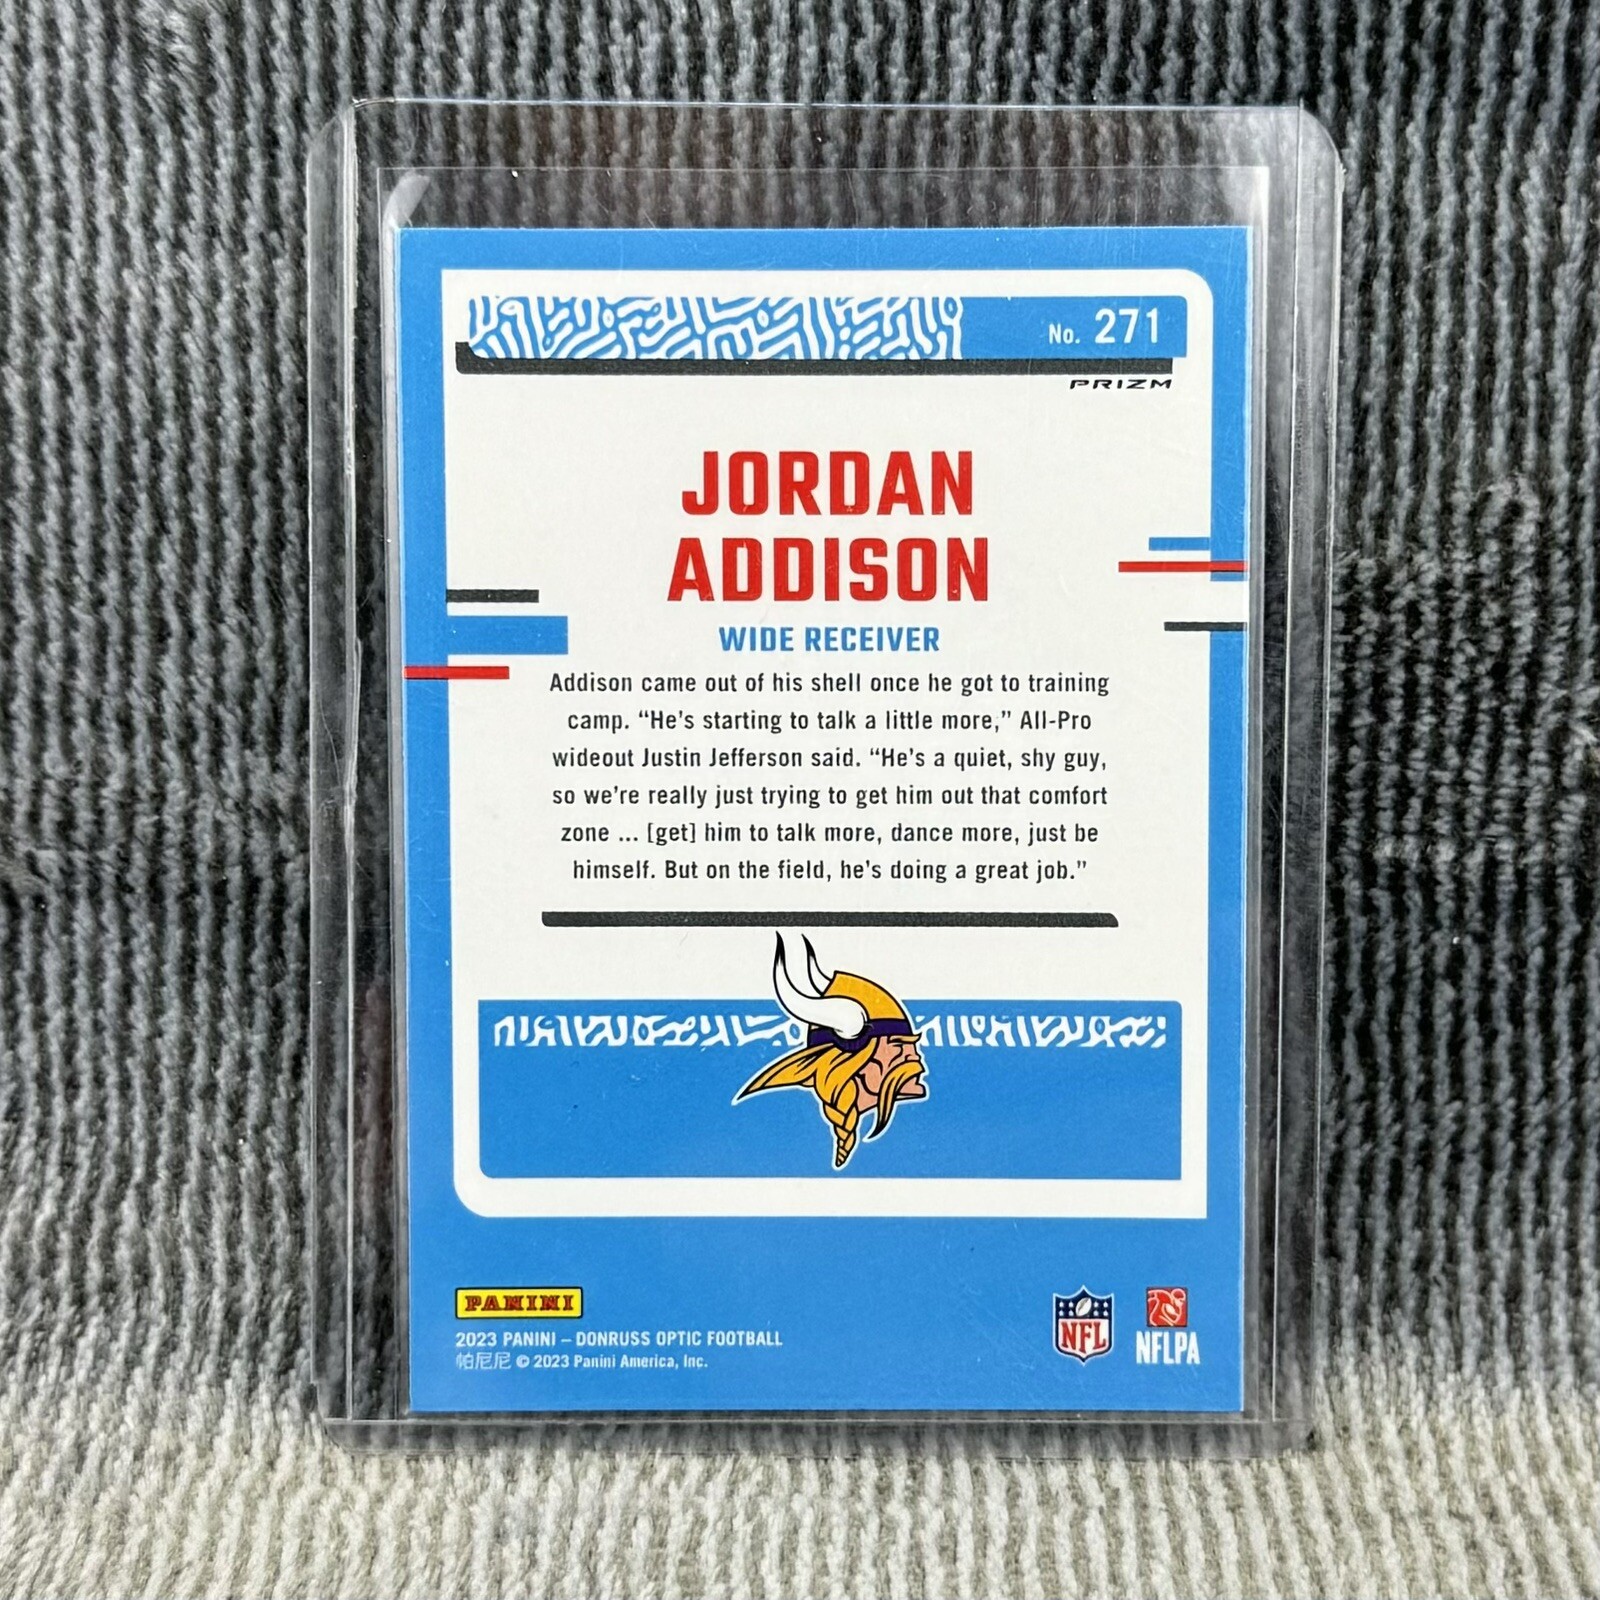 No. 271
PRIZM
JORDAN
ADDISON
WIDE RECEIVER
Addison came out of his shell once he got to training
camp. “He’s starting to talk a little more,” All-Pro
wideout Justin Jefferson said. “He’s a quiet, shy guy,
so we’re really just trying to get him out that comfort
zone ... [get] him to talk more, dance more, just be
himself. But on the field, he’s doing a great job.”
PANINI
2023 PANINI – DONRUSS OPTIC FOOTBALL
帕尼尼 © 2023 Panini America, Inc.
NFL
NFLPA